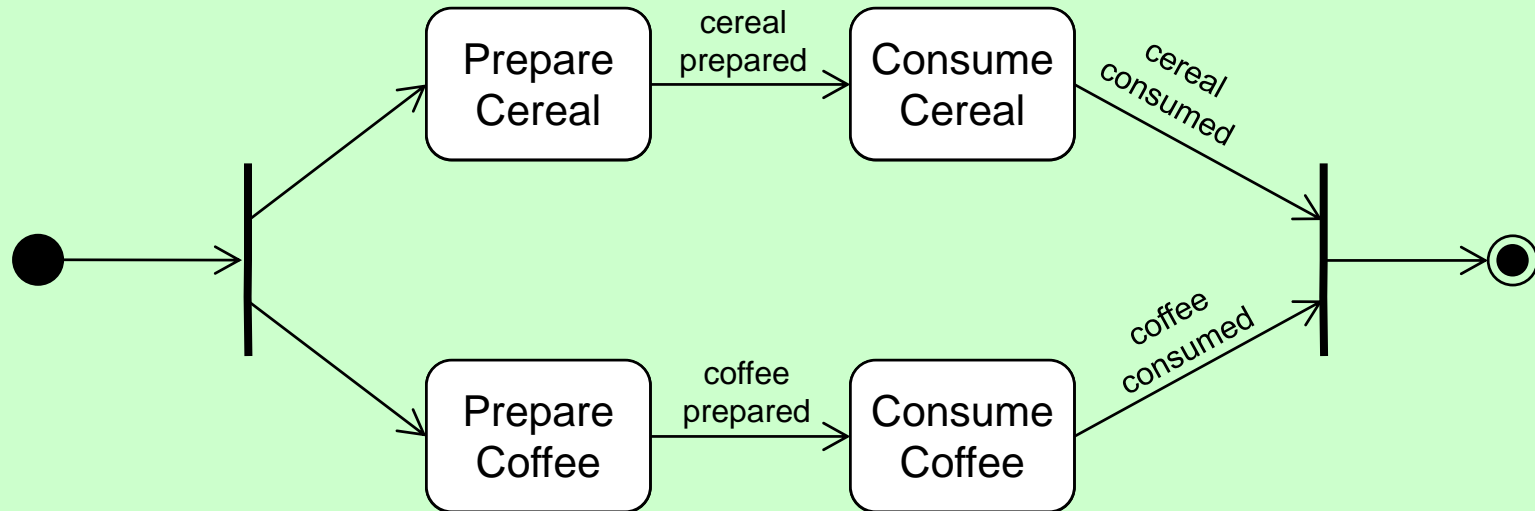 Prepare
Cereal
cereal
prepared
Consume
Cereal
cereal
consumed
Prepare
Coffee
coffee
prepared
Consume
Coffee
coffee
consumed